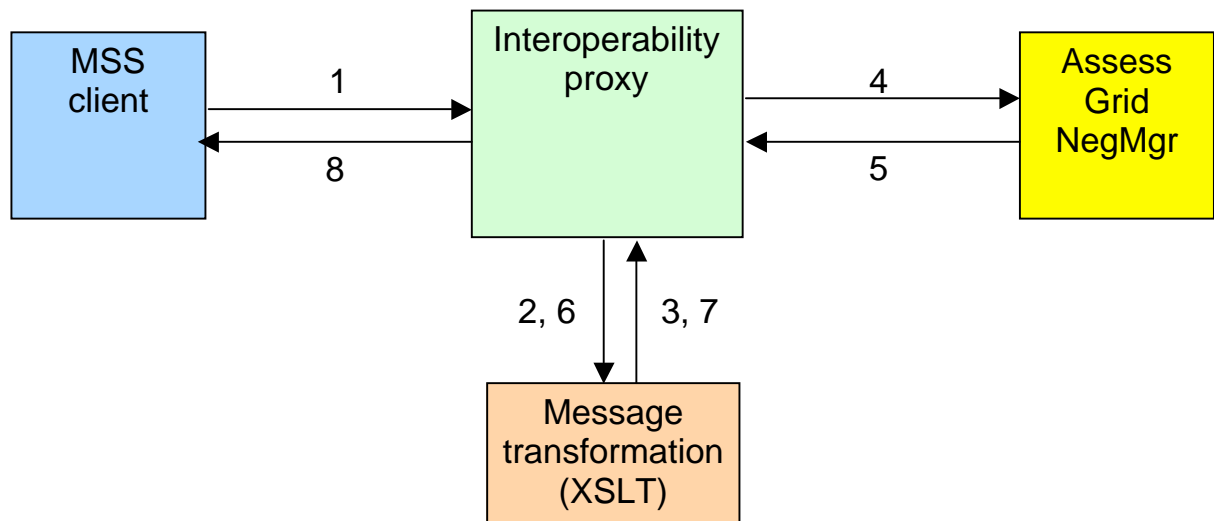 MSS
client
1
8
Interoperability
proxy
4
5
Assess
Grid
NegMgr
2, 6
3, 7
Message
transformation
(XSLT)